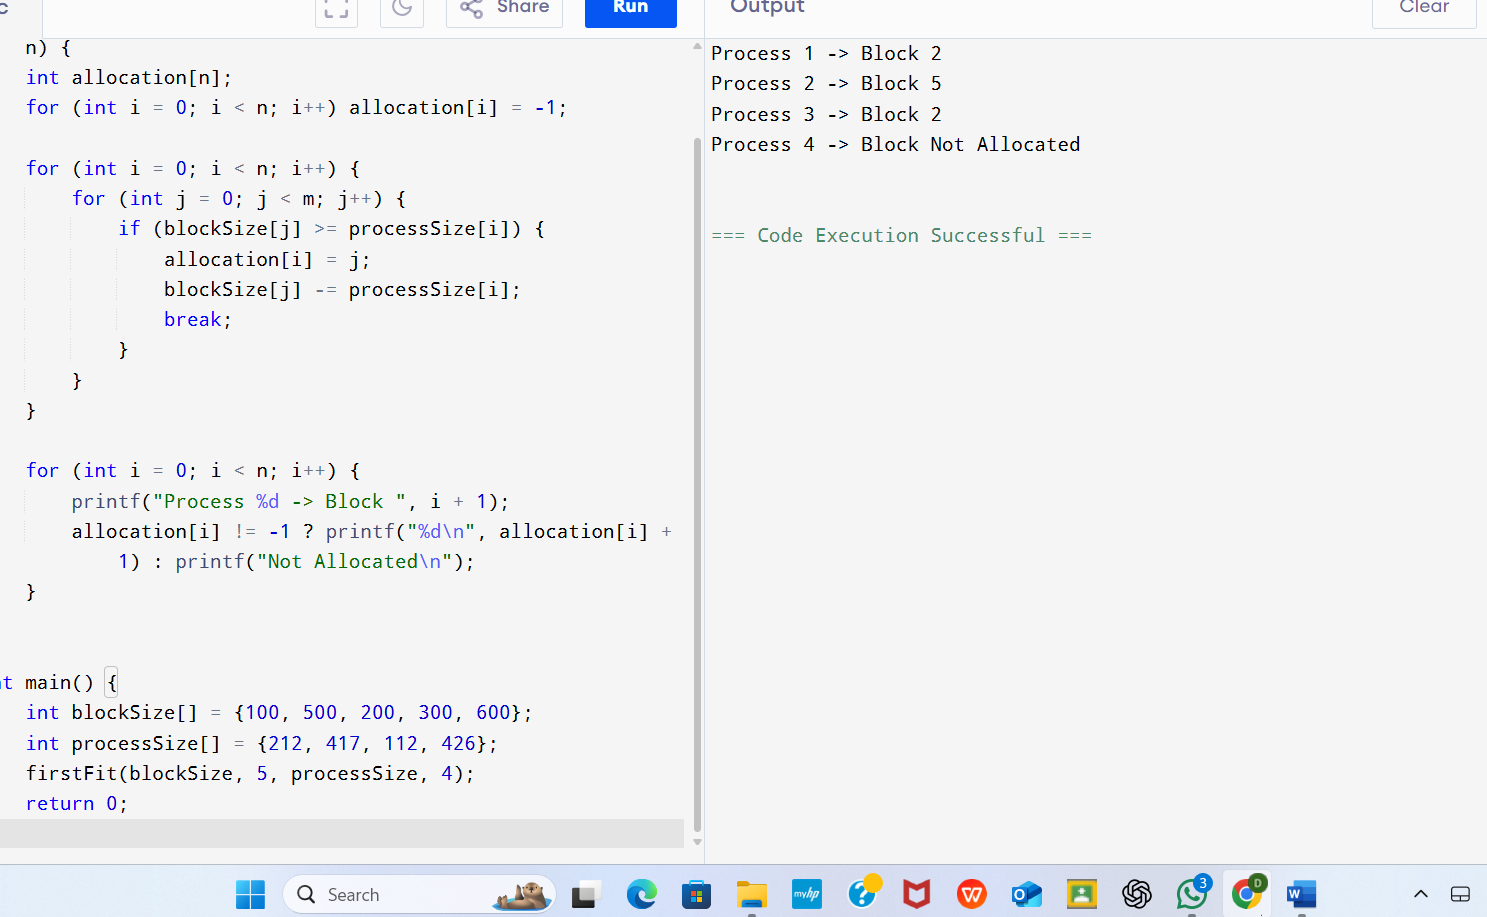 c
Share
Run
Output
Clear
n) {
int allocation[n];
for (int i = 0; i < n; i++) allocation[i] = -1;
for (int i = 0; i < n; i++) {
for (int j = 0; j < m; j++) {
if (blockSize[j] >= processSize[i]) {
allocation[i] = j;
blockSize[j] -= processSize[i];
break;
}
}
}
for (int i = 0; i < n; i++) {
printf("Process %d -> Block ", i + 1);
allocation[i] != -1 ? printf("%d\n", allocation[i] +
1) : printf("Not Allocated\n");
}
t main() {
int blockSize[] = {100, 500, 200, 300, 600};
int processSize[] = {212, 417, 112, 426};
firstFit(blockSize, 5, processSize, 4);
return 0;
Process 1 -> Block 2
Process 2 -> Block 5
Process 3 -> Block 2
Process 4 -> Block Not Allocated
=== Code Execution Successful ===
Search
myhp
?
W
O
3
D
W